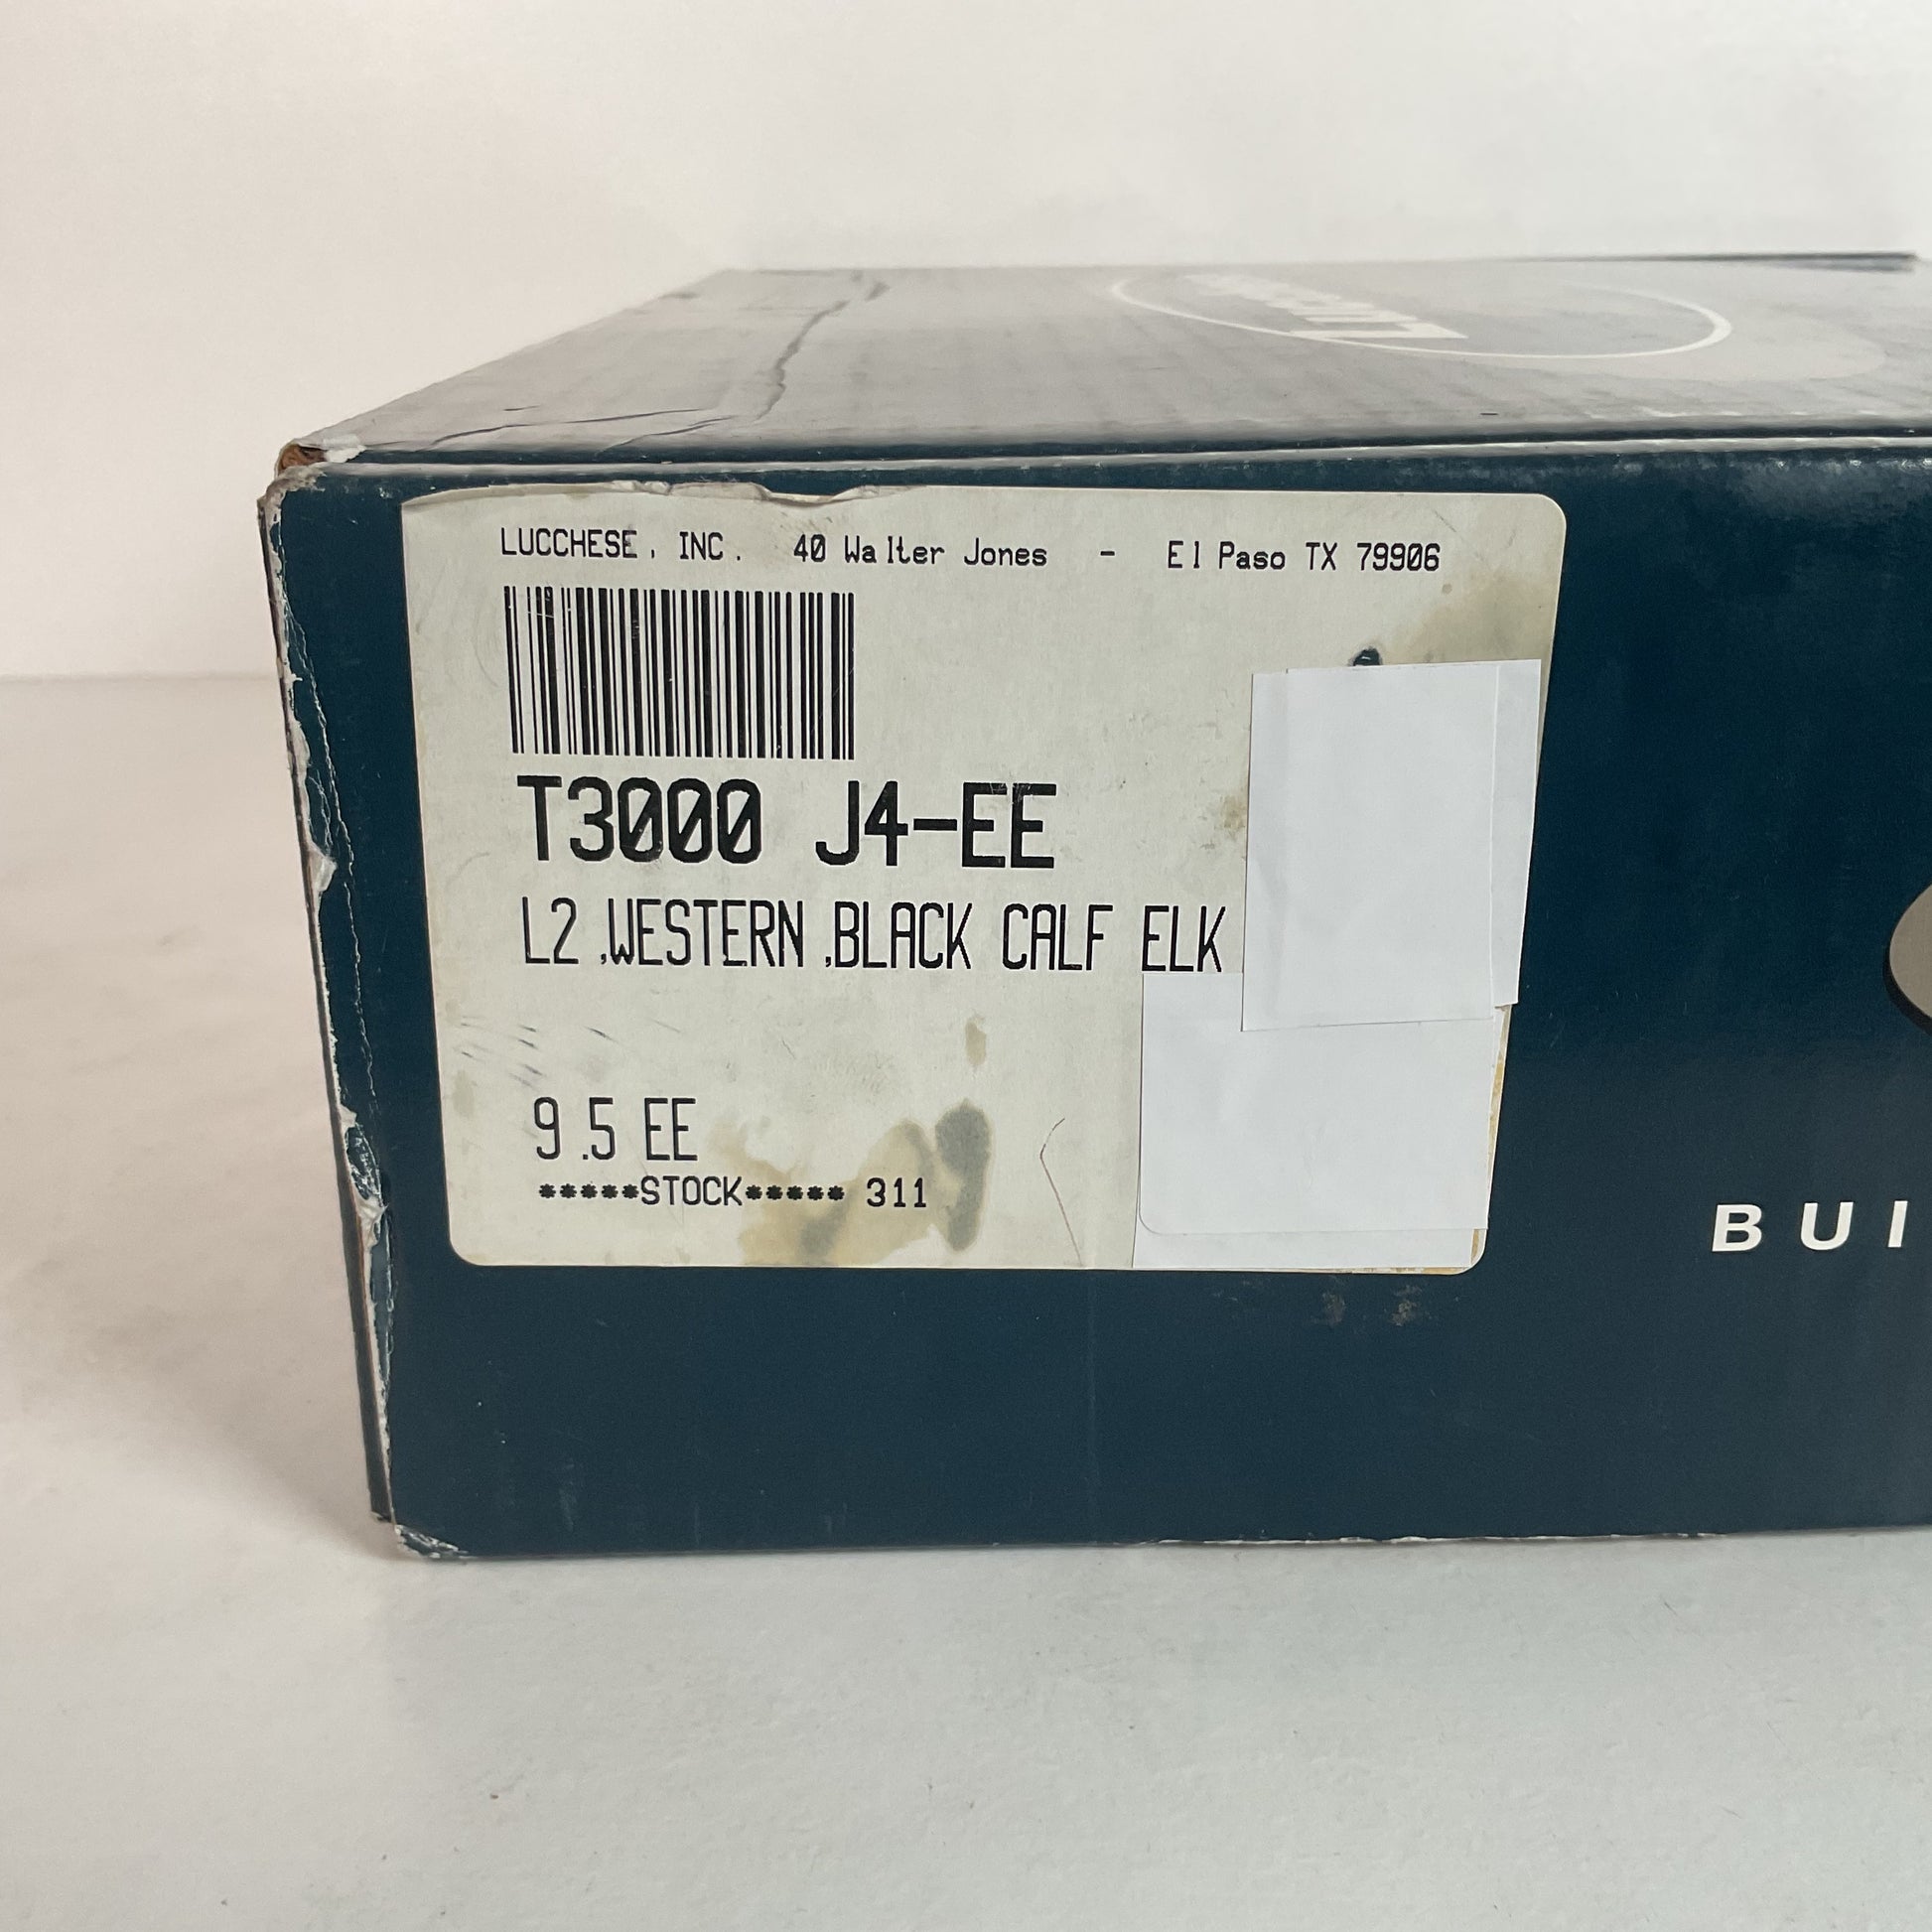 LUCCHESE, INC. 40 Walter Jones - El Paso TX 79906
T3000 J4-EE
L2 ,WESTERN ,BLACK CALF ELK
9.5 EE
*****STOCK***** 311
BUI